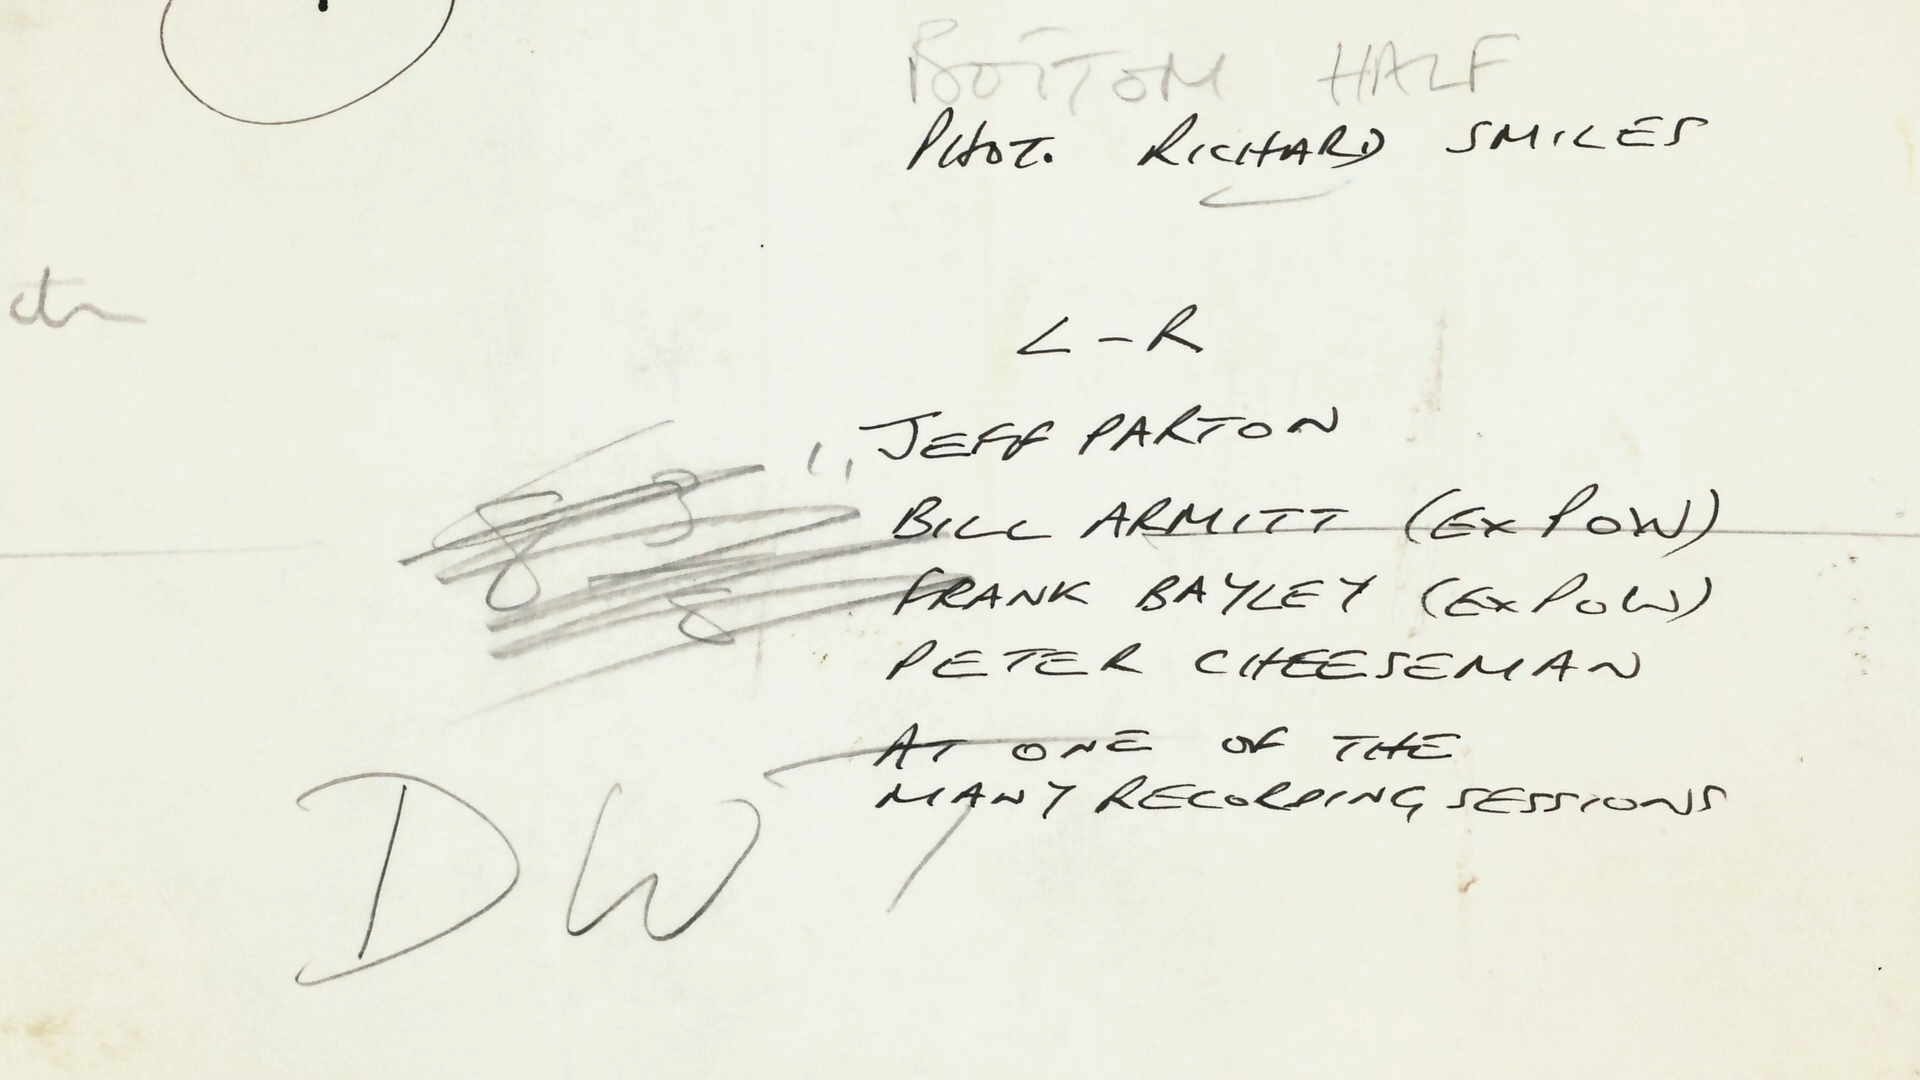 BOTTOM HALF
PHOT. RICHARD SMILES
L-R
JEFF PARTON
BILL ARMITT (EX POW)
FRANK BAYLEY (EX POW)
PETER CHEESEMAN
AT ONE OF THE
MANY RECORDING SESSIONS
DW